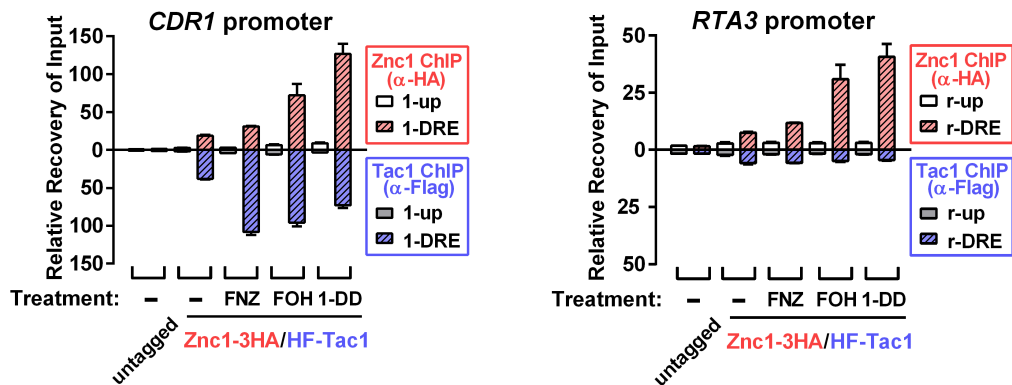 CDR1 promoter
Relative Recovery of Input
150
100
50
0
50
100
150
Znc1 ChIP
(α-HA)
1-up
1-DRE
Tac1 ChIP
(α-Flag)
1-up
1-DRE
Treatment: – – FNZ FOH 1-DD
untagged
Znc1-3HA/HF-Tac1
RTA3 promoter
Relative Recovery of Input
50
25
0
25
50
Znc1 ChIP
(α-HA)
r-up
r-DRE
Tac1 ChIP
(α-Flag)
r-up
r-DRE
Treatment: – – FNZ FOH 1-DD
untagged
Znc1-3HA/HF-Tac1